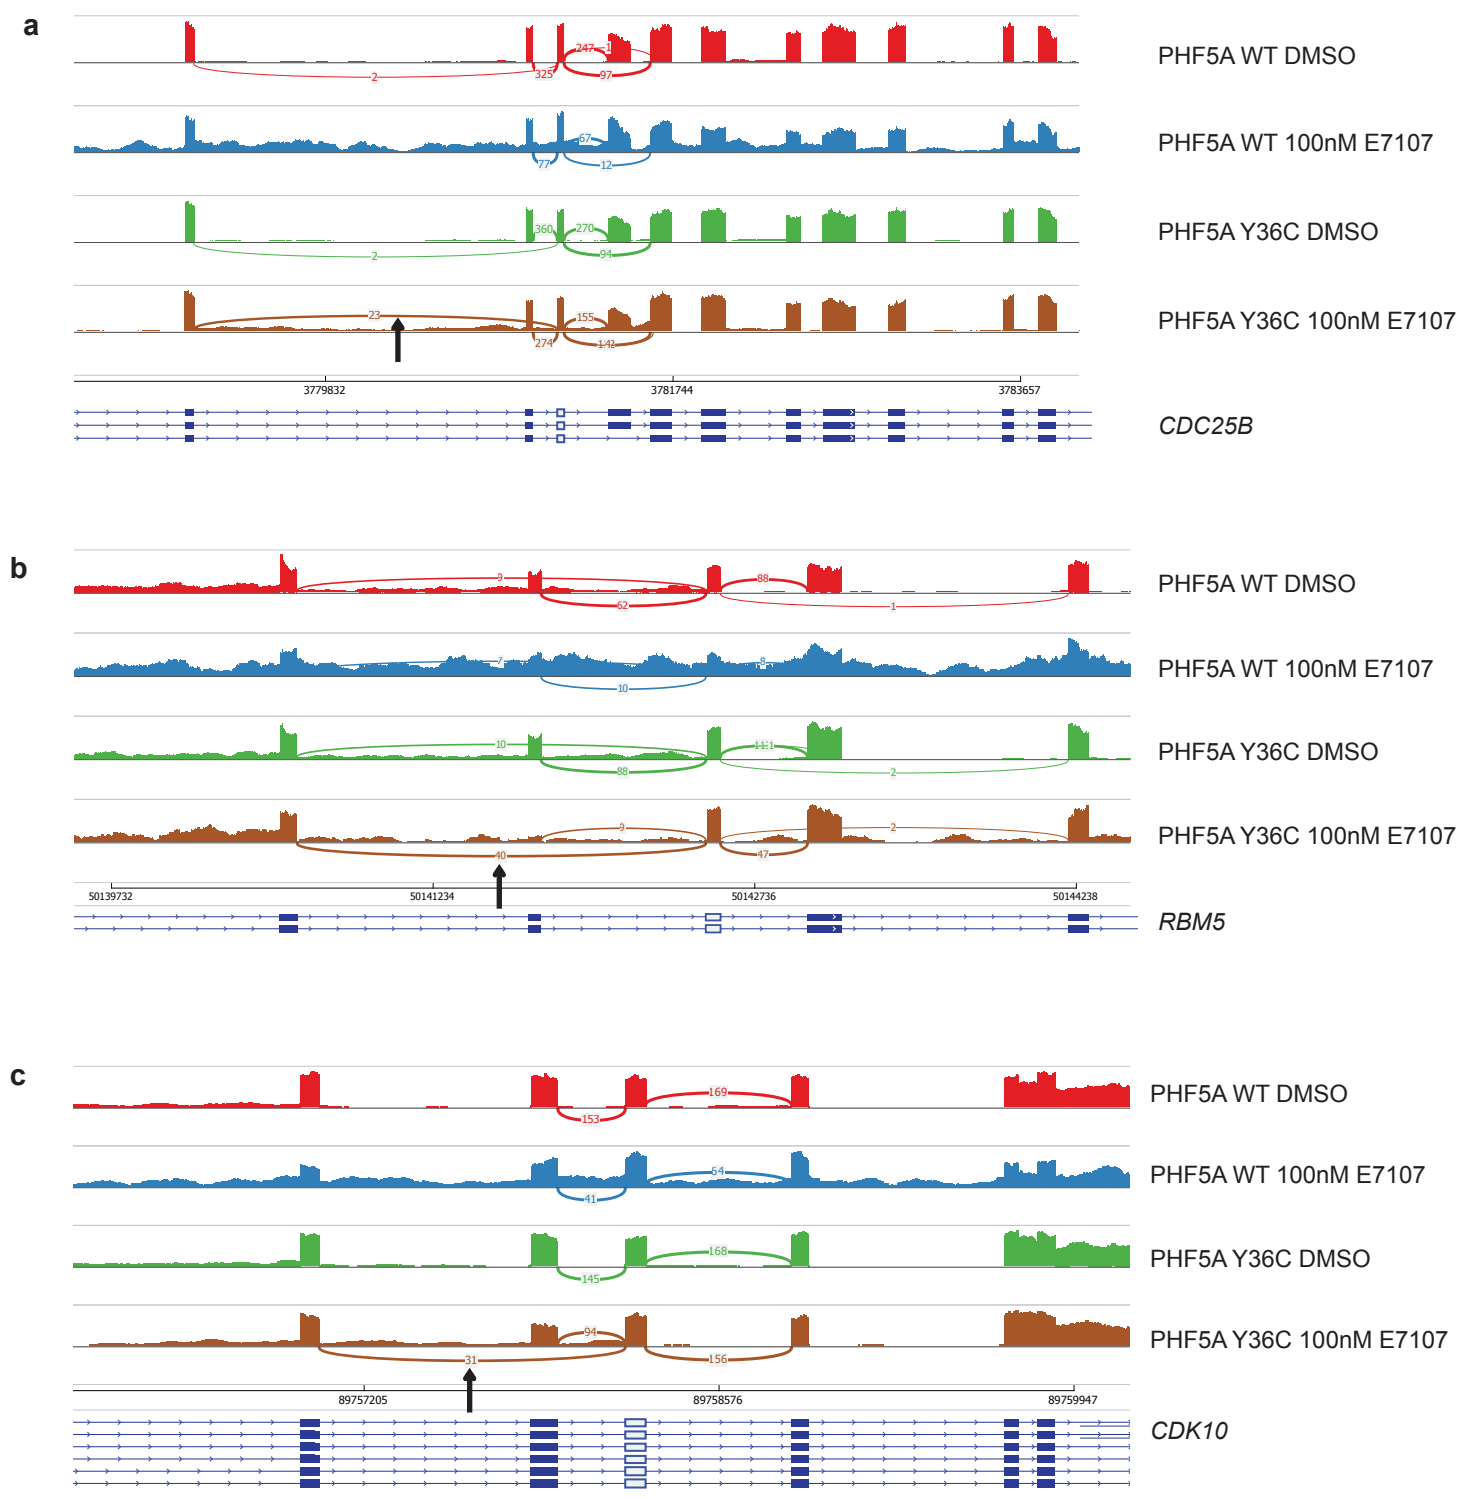 a
247 1
2
325
97
PHF5A WT DMSO
67
77
12
PHF5A WT 100nM E7107
360
270
2
94
PHF5A Y36C DMSO
23
155
274
142
PHF5A Y36C 100nM E7107
3779832 3781744 3783657
CDC25B
b
9
88
62
1
PHF5A WT DMSO
7
8
10
PHF5A WT 100nM E7107
10
88
2
PHF5A Y36C DMSO
9
2
40
47
PHF5A Y36C 100nM E7107
50139732 50141234 50142736 50144238
RBM5
c
169
153
PHF5A WT DMSO
64
41
PHF5A WT 100nM E7107
168
145
PHF5A Y36C DMSO
94
31
156
PHF5A Y36C 100nM E7107
89757205 89758576 89759947
CDK10